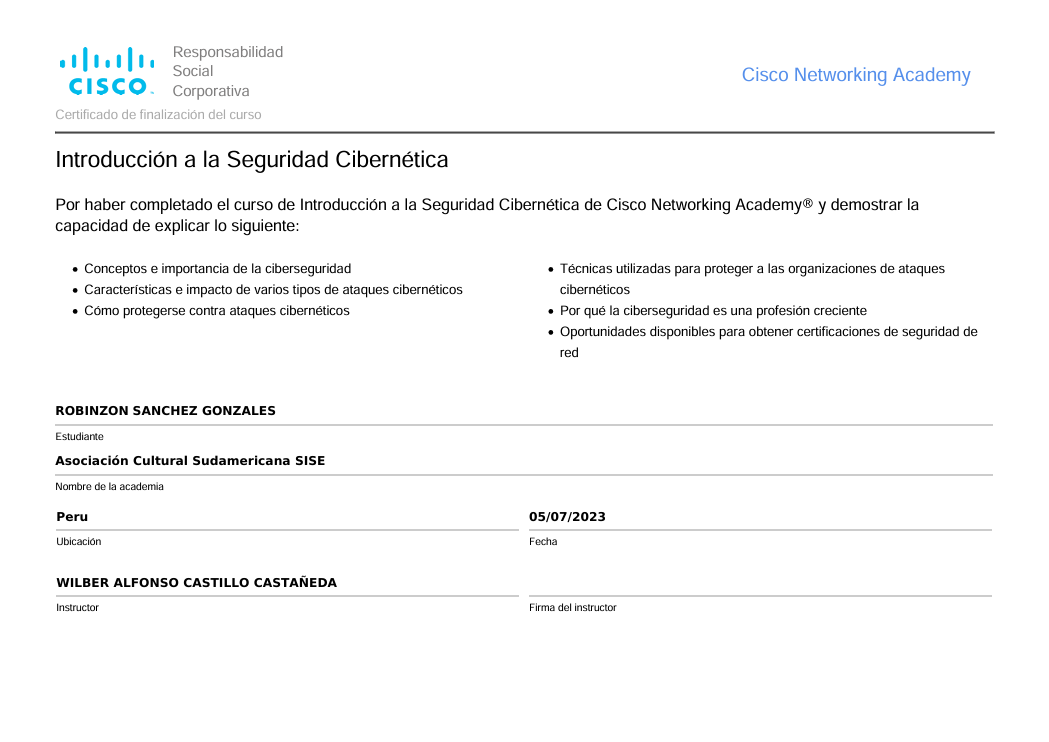 CISCO
Responsabilidad
Social
Corporativa
Cisco Networking Academy
Certificado de finalización del curso
Introducción a la Seguridad Cibernética
Por haber completado el curso de Introducción a la Seguridad Cibernética de Cisco Networking Academy® y demostrar la
capacidad de explicar lo siguiente:
• Conceptos e importancia de la ciberseguridad
• Características e impacto de varios tipos de ataques cibernéticos
• Cómo protegerse contra ataques cibernéticos
• Técnicas utilizadas para proteger a las organizaciones de ataques
cibernéticos
• Por qué la ciberseguridad es una profesión creciente
• Oportunidades disponibles para obtener certificaciones de seguridad de
red
ROBINZON SANCHEZ GONZALES
Estudiante
Asociación Cultural Sudamericana SISE
Nombre de la academia
Peru
Ubicación
05/07/2023
Fecha
WILBER ALFONSO CASTILLO CASTAÑEDA
Instructor
Firma del instructor